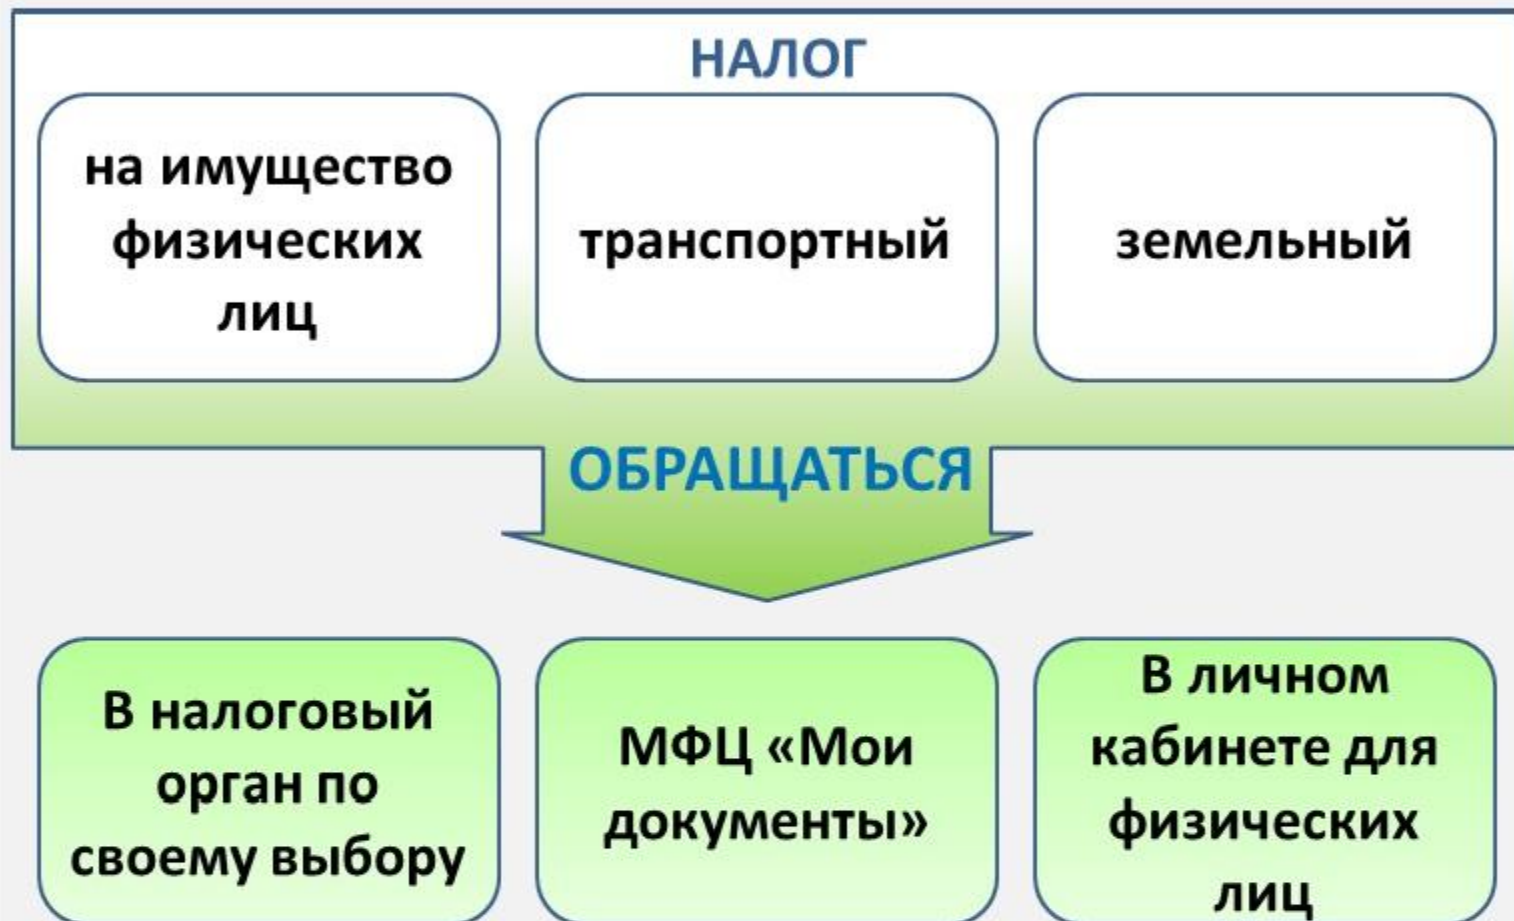 НАЛОГ
на имущество
физических
лиц
транспортный
земельный
ОБРАЩАТЬСЯ
В налоговый
орган по
своему выбору
МФЦ «Мои
документы»
В личном
кабинете для
физических
лиц